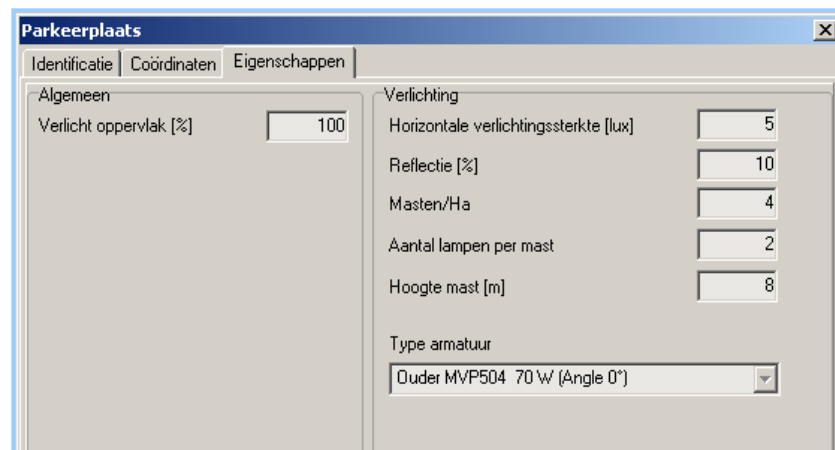 Parkeerplaats
Identificatie Coördinaten Eigenschappen
Algemeen
Verlicht oppervlak [%] 100
Verlichting
Horizontale verlichtingssterkte [lux] 5
Reflectie [%] 10
Masten/Ha 4
Aantal lampen per mast 2
Hoogte mast [m] 8
Type armatuur
Ouder MVP504 70 W (Angle 0°)